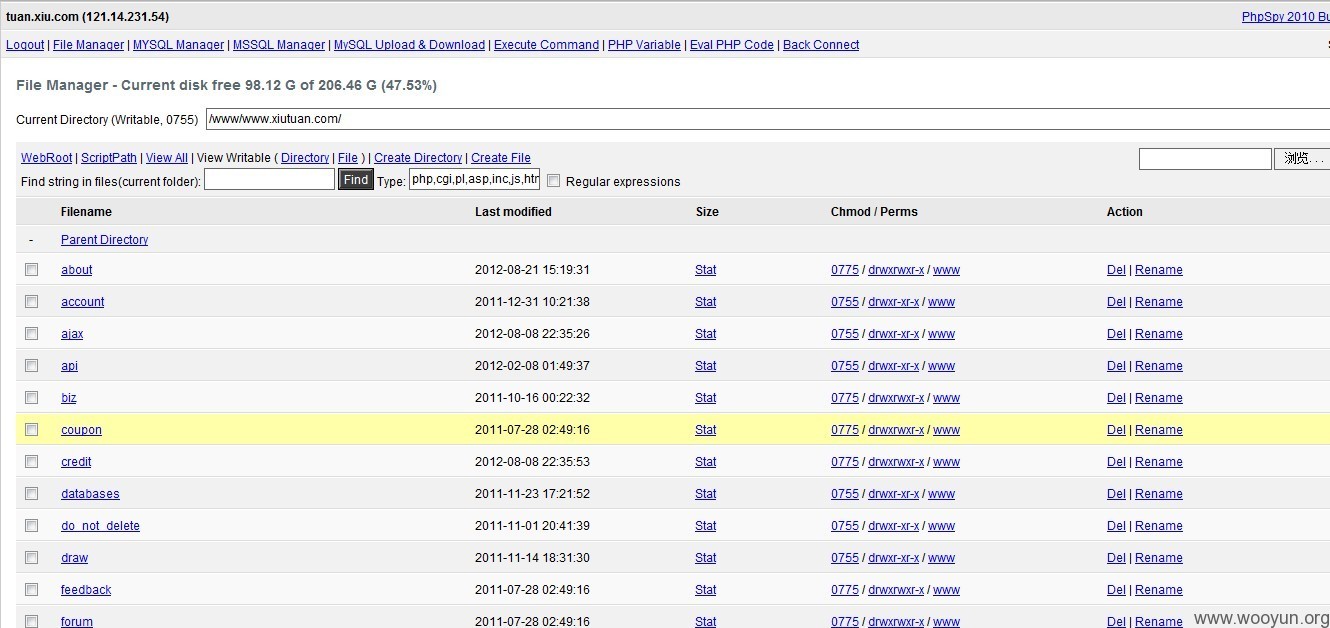 tuan.xiu.com (121.14.231.54) PhpSpy 2010 Bu
Logout | File Manager | MYSQL Manager | MSSQL Manager | MySQL Upload & Download | Execute Command | PHP Variable | Eval PHP Code | Back Connect
File Manager - Current disk free 98.12 G of 206.46 G (47.53%)
Current Directory (Writable, 0755) /www/www.xiutuan.com/
WebRoot | ScriptPath | View All | View Writable ( Directory | File ) | Create Directory | Create File 浏览...
Find string in files(current folder): Find Type: php,cgi,pl,asp,inc,js,htr Regular expressions
Filename Last modified Size Chmod / Perms Action
- Parent Directory
about 2012-08-21 15:19:31 Stat 0775 / drwxrwxr-x / www Del | Rename
account 2011-12-31 10:21:38 Stat 0755 / drwxr-xr-x / www Del | Rename
ajax 2012-08-08 22:35:26 Stat 0755 / drwxr-xr-x / www Del | Rename
api 2012-02-08 01:49:37 Stat 0755 / drwxr-xr-x / www Del | Rename
biz 2011-10-16 00:22:32 Stat 0775 / drwxrwxr-x / www Del | Rename
coupon 2011-07-28 02:49:16 Stat 0775 / drwxrwxr-x / www Del | Rename
credit 2012-08-08 22:35:53 Stat 0775 / drwxrwxr-x / www Del | Rename
databases 2011-11-23 17:21:52 Stat 0755 / drwxr-xr-x / www Del | Rename
do_not_delete 2011-11-01 20:41:39 Stat 0755 / drwxr-xr-x / www Del | Rename
draw 2011-11-14 18:31:30 Stat 0755 / drwxr-xr-x / www Del | Rename
feedback 2011-07-28 02:49:16 Stat 0775 / drwxrwxr-x / www Del | Rename
forum 2011-07-28 02:49:16 Stat 0775 / drwxrwxr-x / www Del | Rename
www.wooyun.org